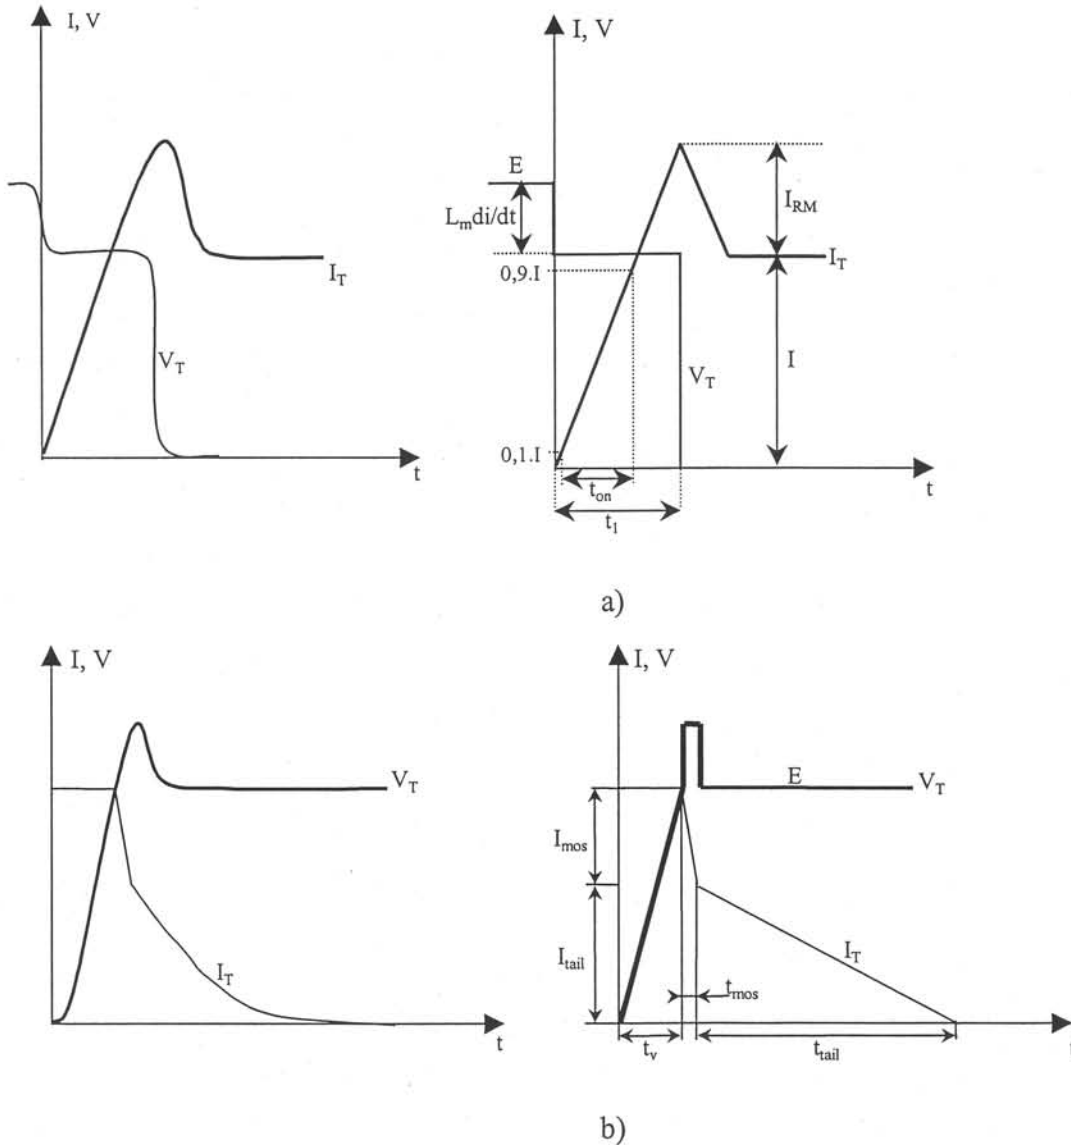 I, V
I_T
V_T
t
I, V
E
L_m di/dt
I_RM
I_T
0,9.I
I
V_T
0,1.I
t_on
t
t_1
a)
I, V
V_T
I_T
t
I, V
E
V_T
I_mos
I_tail
I_T
t_mos
t_v
t_tail
b)